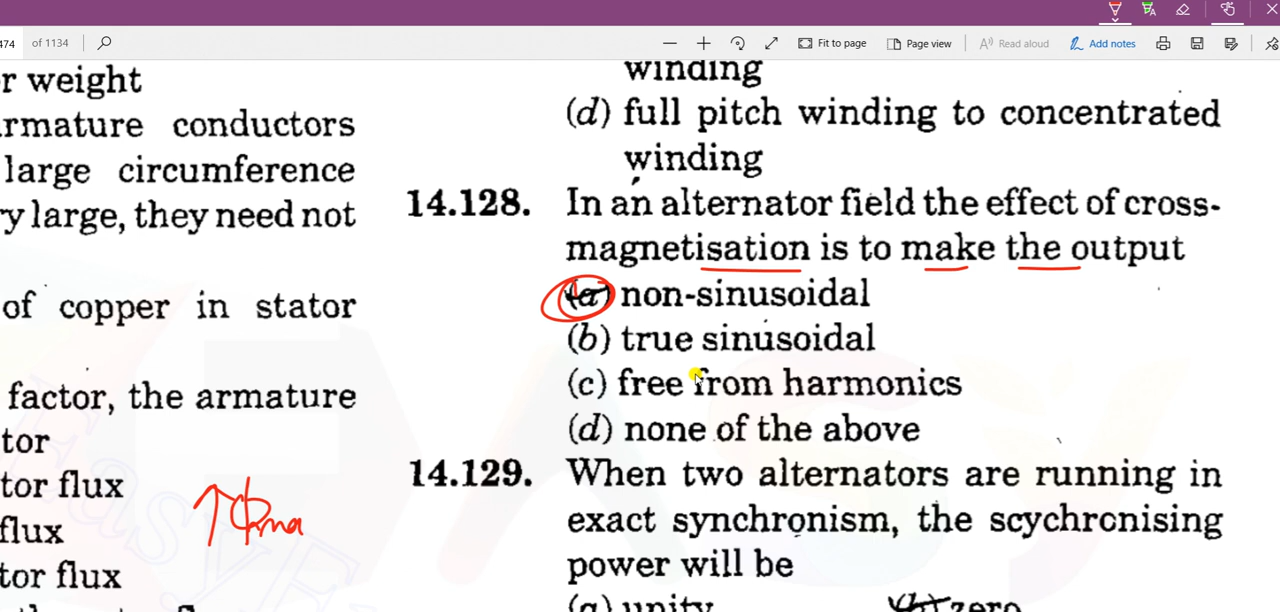 474 of 1134
Fit to page
Page view
Read aloud
Add notes
r weight
rmature conductors
large circumference
y large, they need not
of copper in stator
factor, the armature
tor
tor flux
flux
tor flux
winding
(d) full pitch winding to concentrated
winding
14.128. In an alternator field the effect of cross-
magnetisation is to make the output
(a) non-sinusoidal
(b) true sinusoidal
(c) free from harmonics
(d) none of the above
14.129. When two alternators are running in
exact synchronism, the scychronising
power will be
(a) unity (b) zero